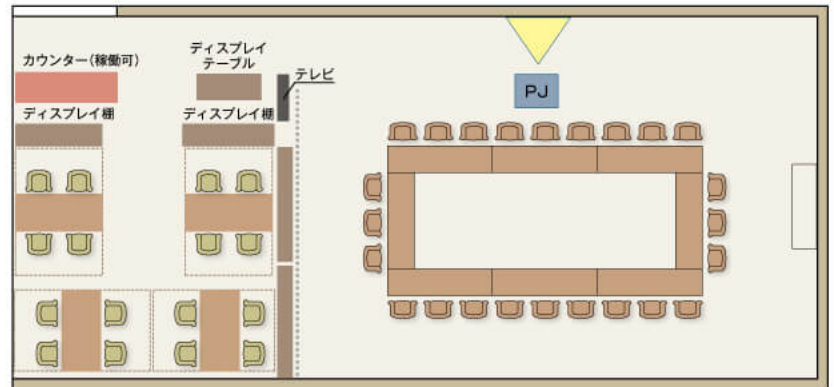 カウンター(稼働可)
ディスプレイ
テーブル
テレビ
PJ
ディスプレイ棚
ディスプレイ棚